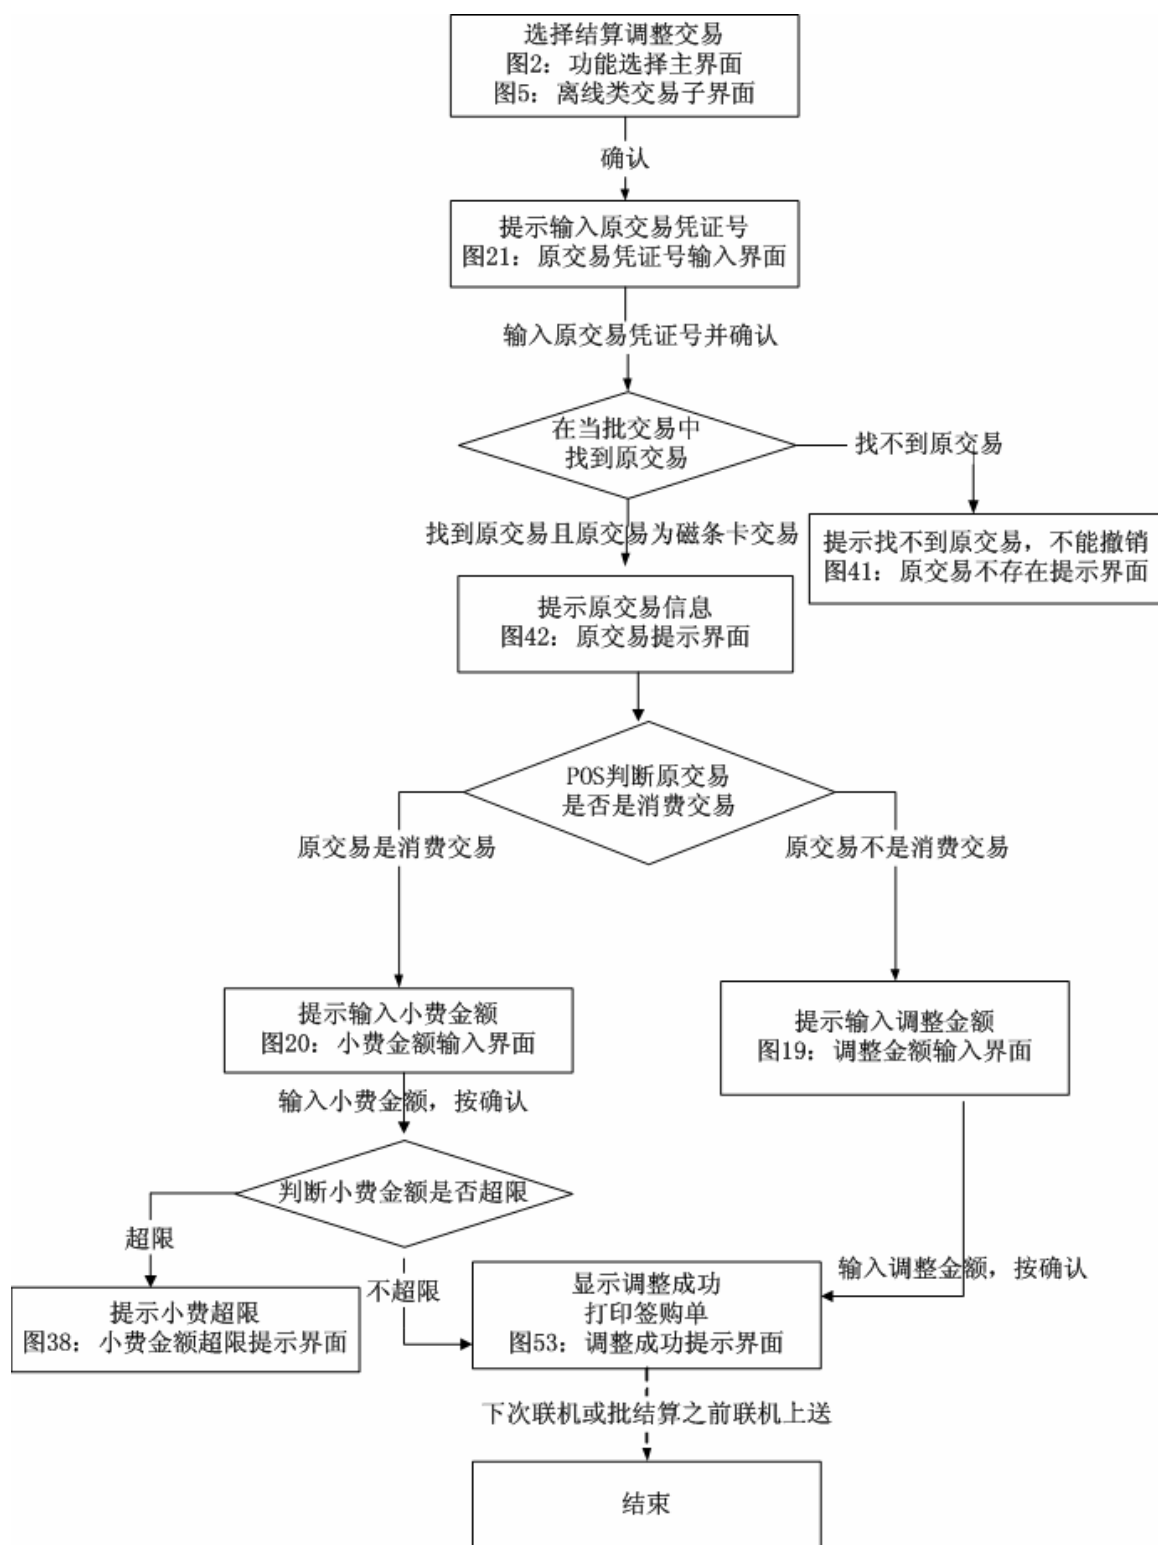 选择结算调整交易
图2：功能选择主界面
图5：离线类交易子界面
确认
提示输入原交易凭证号
图21：原交易凭证号输入界面
输入原交易凭证号并确认
在当批交易中
找到原交易
找不到原交易
找到原交易且原交易为磁条卡交易
提示找不到原交易，不能撤销
图41：原交易不存在提示界面
提示原交易信息
图42：原交易提示界面
POS判断原交易
是否是消费交易
原交易是消费交易
原交易不是消费交易
提示输入小费金额
图20：小费金额输入界面
提示输入调整金额
图19：调整金额输入界面
输入小费金额，按确认
判断小费金额是否超限
超限
不超限
输入调整金额，按确认
提示小费超限
图38：小费金额超限提示界面
显示调整成功
打印签购单
图53：调整成功提示界面
下次联机或批结算之前联机上送
结束